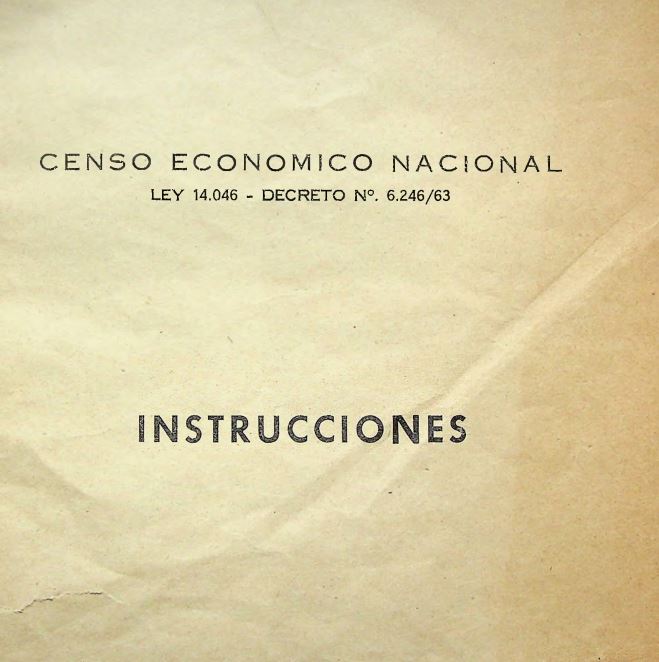 CENSO ECONOMICO NACIONAL
LEY 14.046 - DECRETO Nº. 6.246/63
INSTRUCCIONES